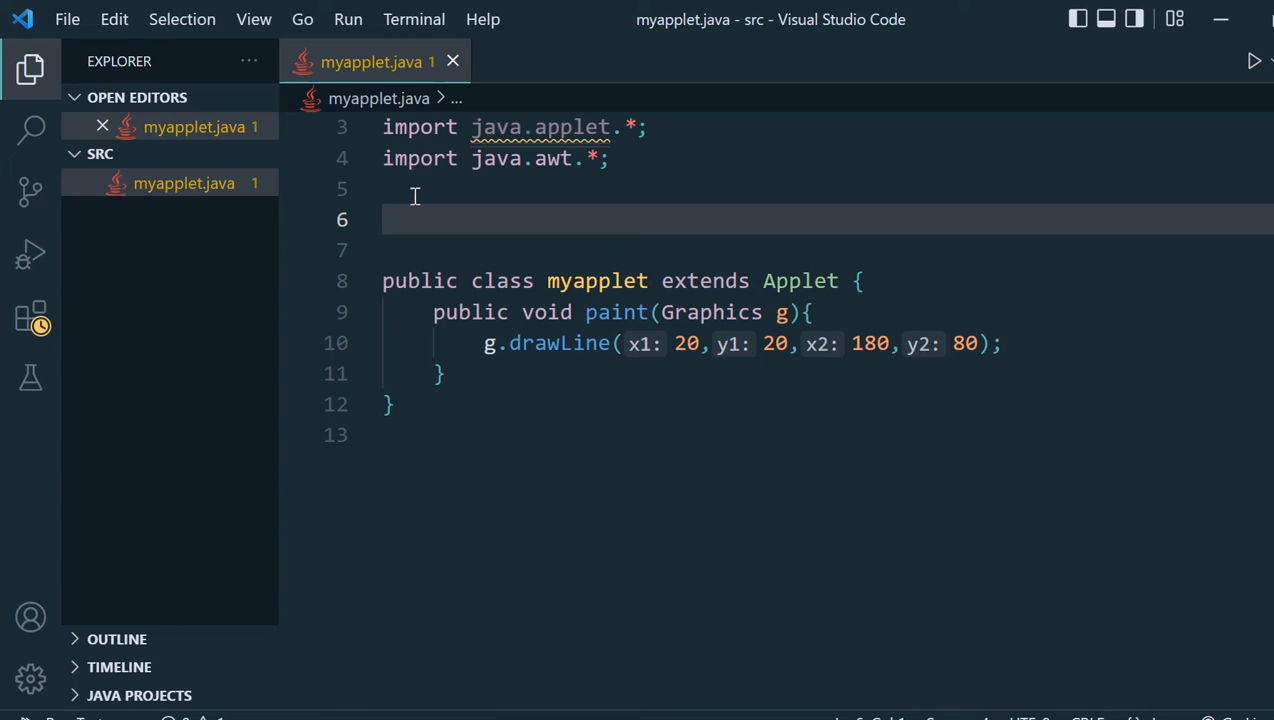 File Edit Selection View Go Run Terminal Help myapplet.java - src - Visual Studio Code
EXPLORER ···
OPEN EDITORS
myapplet.java 1
SRC
myapplet.java 1
OUTLINE
TIMELINE
JAVA PROJECTS
myapplet.java 1
myapplet.java > ...
3 import java.applet.*;
4 import java.awt.*;
5
6
7
8 public class myapplet extends Applet {
9 public void paint(Graphics g){
10 g.drawLine(x1: 20,y1: 20,x2: 180,y2: 80);
11 }
12 }
13